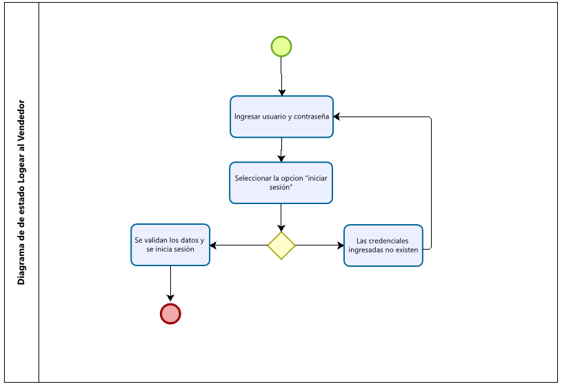 Diagrama de de estado Logear al Vendedor
Ingresar usuario y contraseña
Seleccionar la opcion "iniciar
sesión"
Se validan los datos y
se inicia sesión
Las credenciales
ingresadas no existen